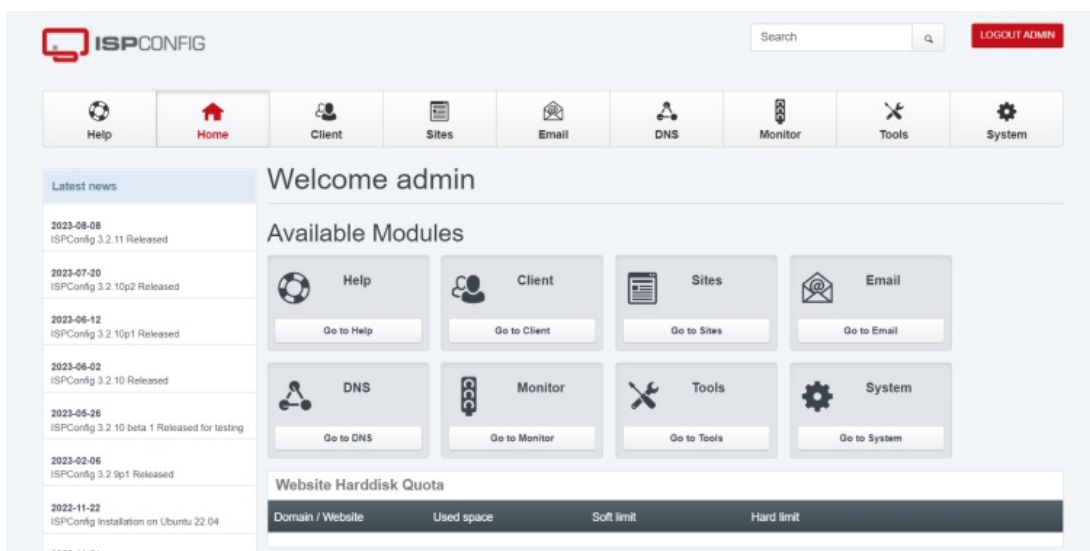 ISPCONFIG
Search
LOGOUT ADMIN
Help
Home
Client
Sites
Email
DNS
Monitor
Tools
System
Latest news
2023-08-08
ISPConfig 3.2.11 Released
2023-07-20
ISPConfig 3.2.10p2 Released
2023-06-12
ISPConfig 3.2.10p1 Released
2023-06-02
ISPConfig 3.2.10 Released
2023-05-26
ISPConfig 3.2.10 beta 1 Released for testing
2023-02-06
ISPConfig 3.2.9p1 Released
2022-11-22
ISPConfig Installation on Ubuntu 22.04
Welcome admin
Available Modules
Help
Go to Help
Client
Go to Client
Sites
Go to Sites
Email
Go to Email
DNS
Go to DNS
Monitor
Go to Monitor
Tools
Go to Tools
System
Go to System
Website Harddisk Quota
Domain / Website Used space Soft limit Hard limit